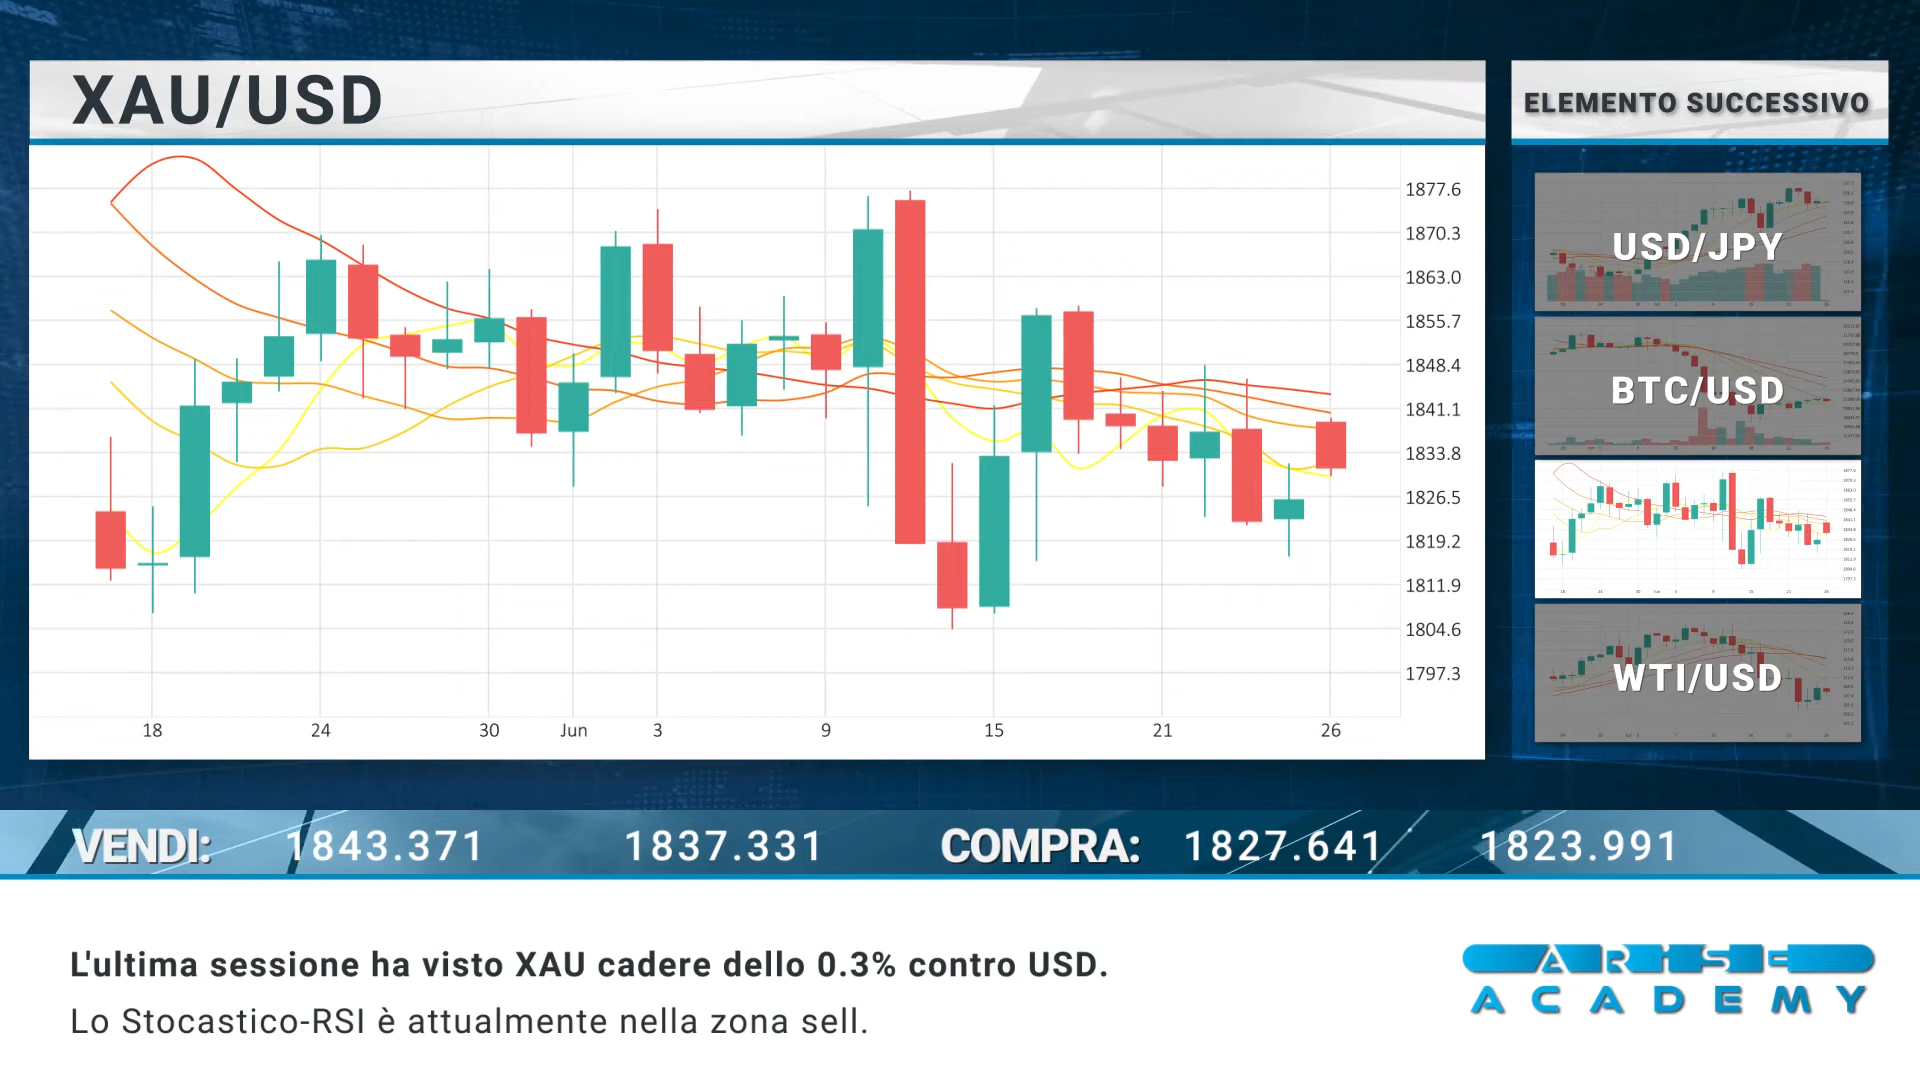 XAU/USD
ELEMENTO SUCCESSIVO
1877.6
1870.3
1863.0
1855.7
1848.4
1841.1
1833.8
1826.5
1819.2
1811.9
1804.6
1797.3
18 24 30 Jun 3 9 15 21 26
USD/JPY
BTC/USD
WTI/USD
VENDI: 1843.371 1837.331 COMPRA: 1827.641 1823.991
L'ultima sessione ha visto XAU cadere dello 0.3% contro USD.
Lo Stocastico-RSI è attualmente nella zona sell.
ARISE
ACADEMY